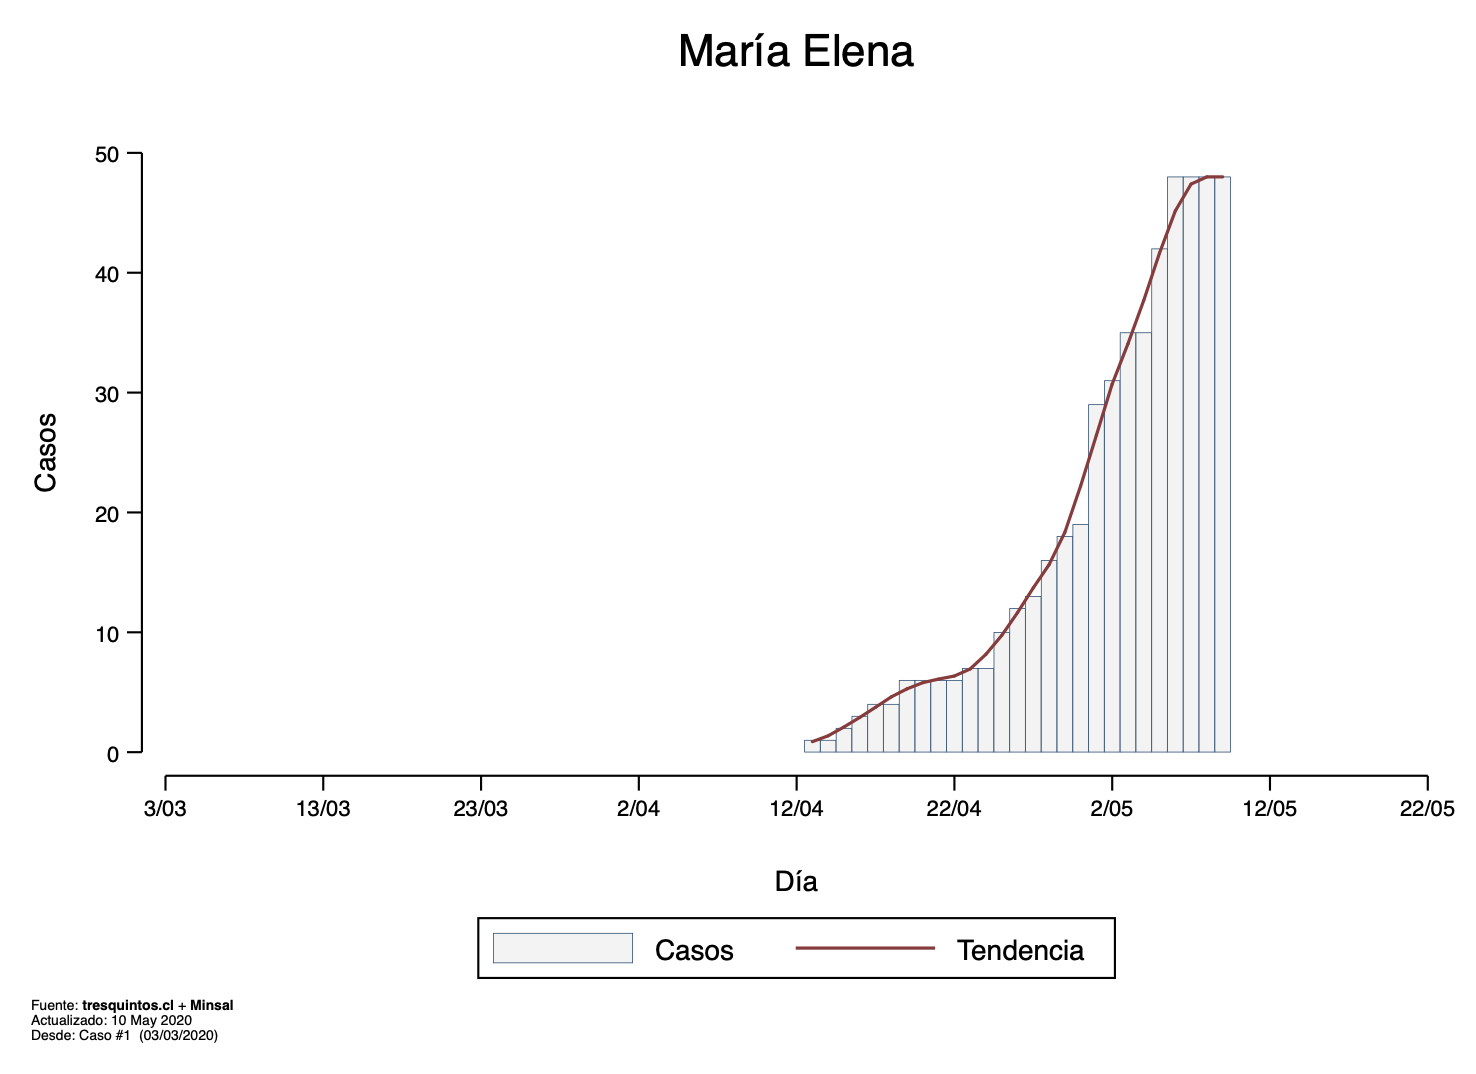 María Elena
50
40
30
20
10
0
Casos
3/03 13/03 23/03 2/04 12/04 22/04 2/05 12/05 22/05
Día
Casos Tendencia
Fuente: tresquintos.cl + Minsal
Actualizado: 10 May 2020
Desde: Caso #1 (03/03/2020)